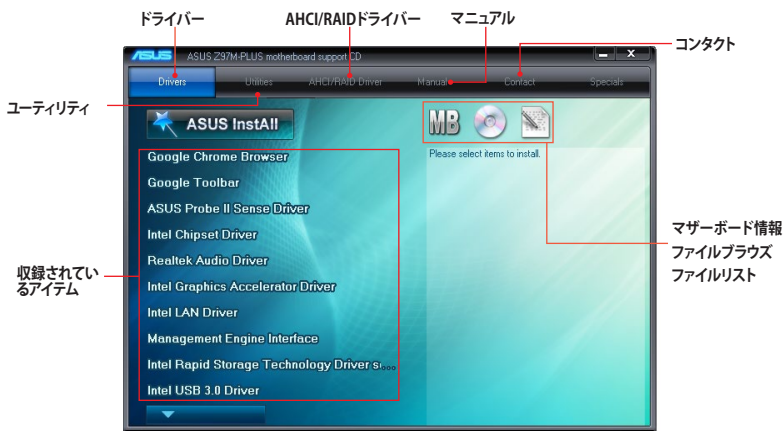 ドライバー
AHCI/RAIDドライバー
マニュアル
コンタクト
ASUS ASUS Z97M-PLUS motherboard support CD
Drivers Utilities AHCI/RAID Driver Manual Contact Specials
ユーティリティ
ASUS InstAll
MB
Please select items to install.
Google Chrome Browser
Google Toolbar
ASUS Probe II Sense Driver
Intel Chipset Driver
Realtek Audio Driver
Intel Graphics Accelerator Driver
Intel LAN Driver
Management Engine Interface
Intel Rapid Storage Technology Driver s...
Intel USB 3.0 Driver
収録されてい
るアイテム
マザーボード情報
ファイルブラウズ
ファイルリスト